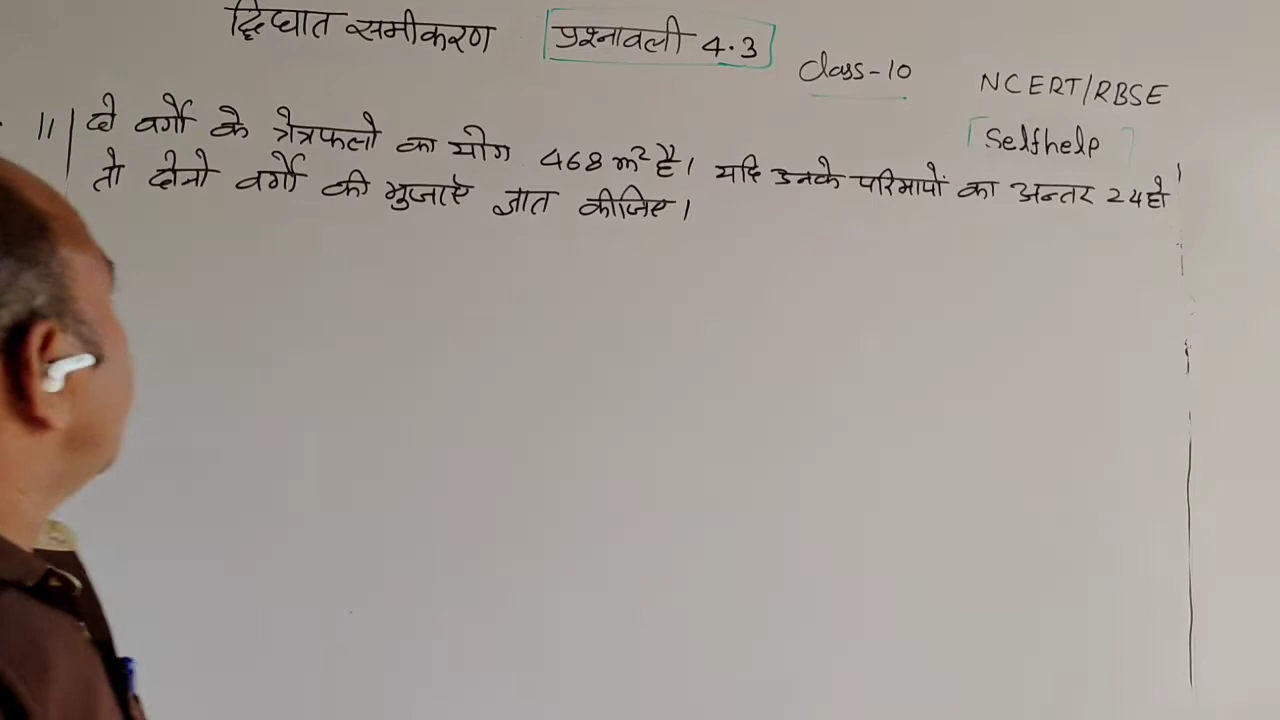 द्विघात समीकरण प्रश्नावली 4.3
Class-10 NCERT/RBSE
Selfhelp
11 दो वर्गो के क्षेत्रफलो का योग 468 m² है। यदि उनके परिमापों का अन्तर 24 हो
तो दोनो वर्गो की भुजाएं ज्ञात कीजिए।